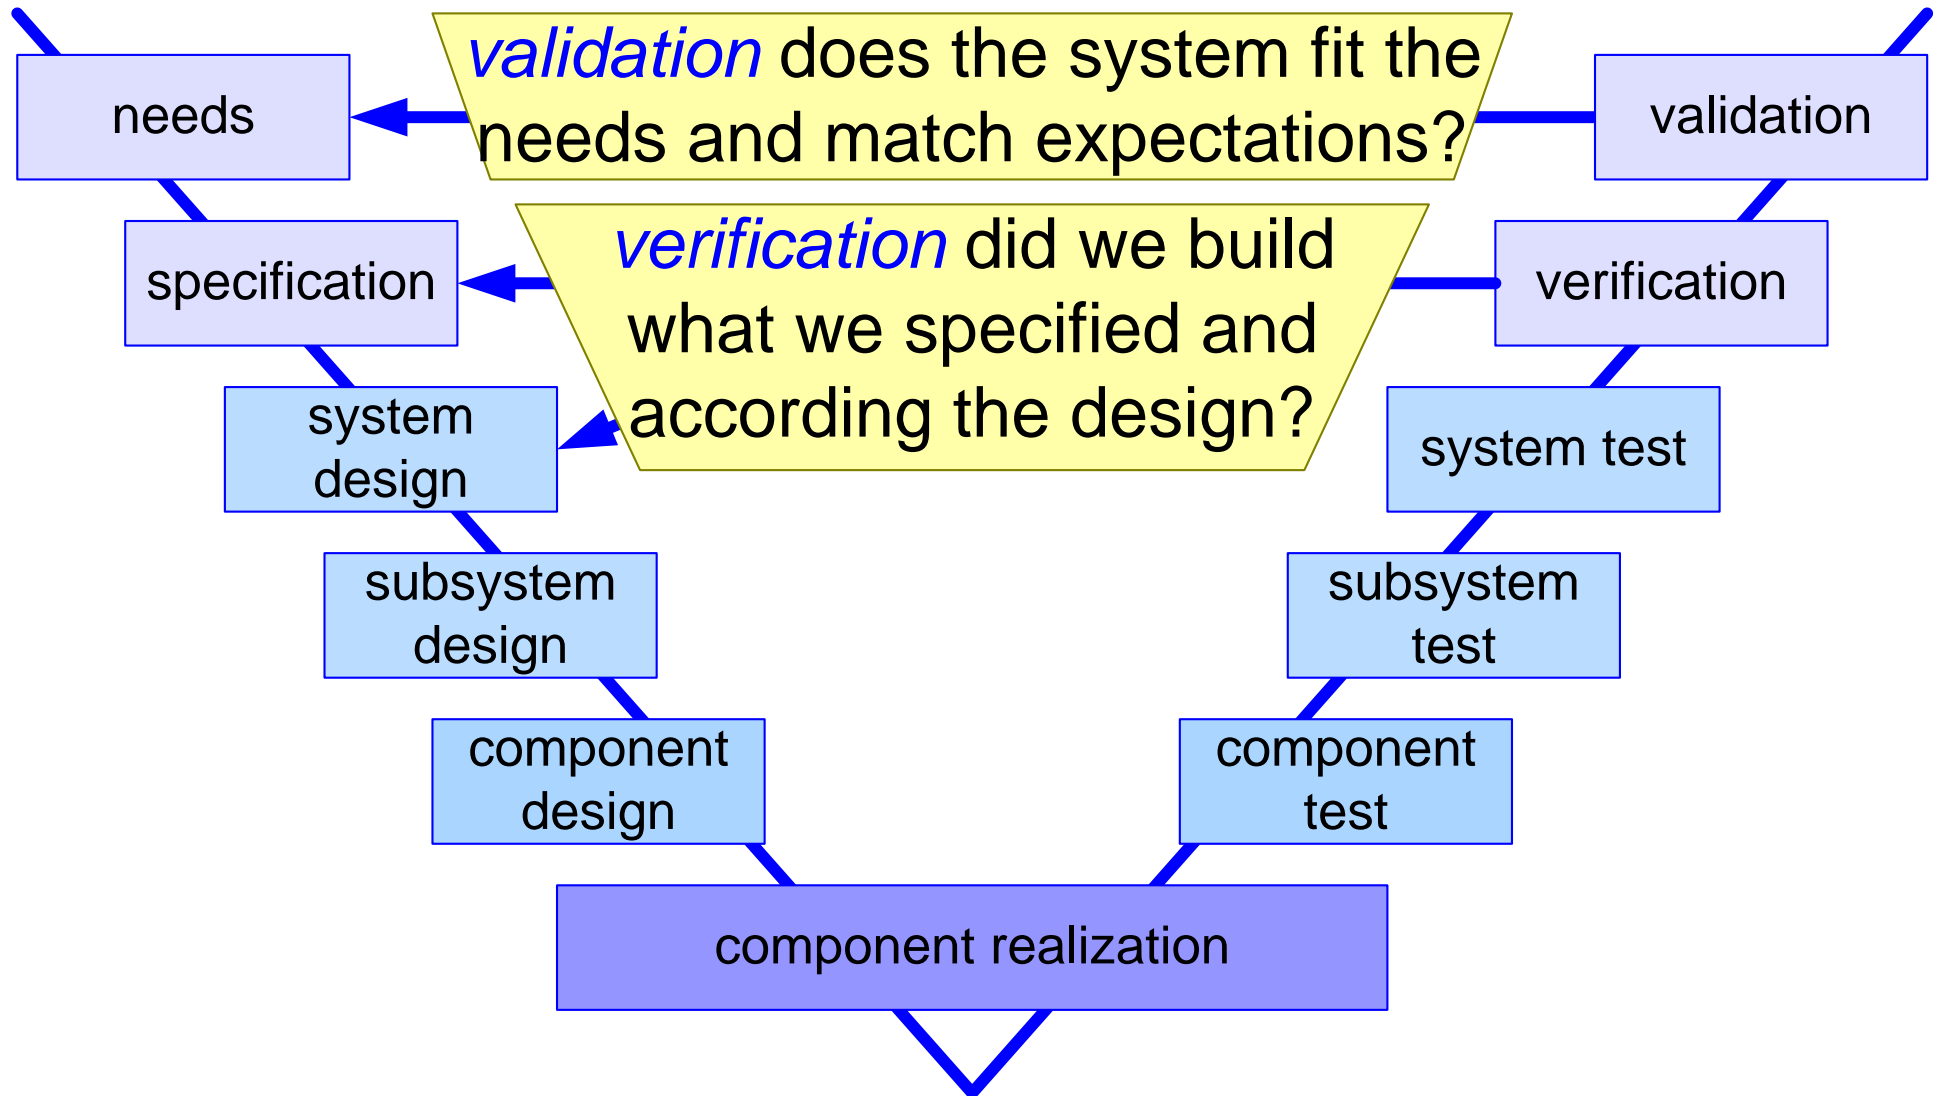 validation does the system fit the
needs and match expectations?
needs
validation
verification did we build
what we specified and
according the design?
specification
verification
system
design
system test
subsystem
design
subsystem
test
component
design
component
test
component realization